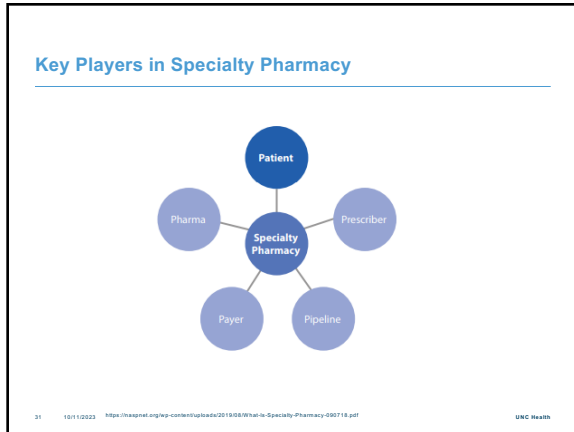 Key Players in Specialty Pharmacy
Patient
Pharma
Prescriber
Specialty
Pharmacy
Payer
Pipeline
31 10/11/2023 https://naspnet.org/wp-content/uploads/2019/08/What-Is-Specialty-Pharmacy-090718.pdf UNC Health